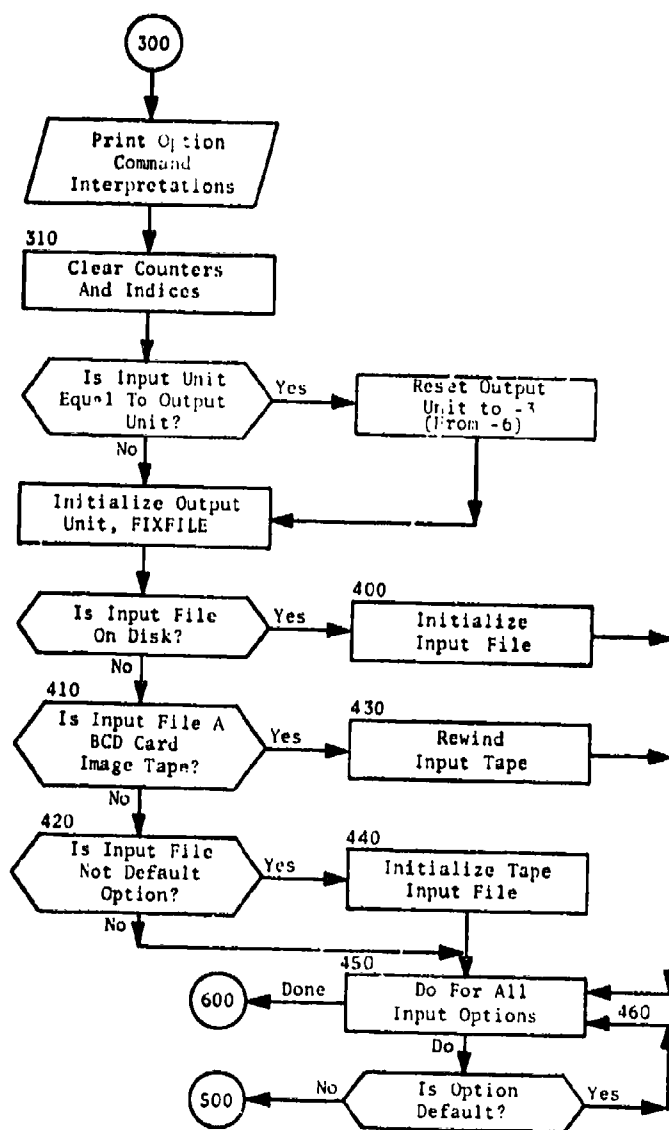 300
Print Option
Command
Interpretations
310
Clear Counters
And Indices
Is Input Unit
Equal To Output
Unit?
Yes
Reset Output
Unit to -3
(From -6)
No
Initialize Output
Unit, FIXFILE
Is Input File
On Disk?
Yes
400
Initialize
Input File
No
410
Is Input File A
BCD Card
Image Tape?
Yes
430
Rewind
Input Tape
No
420
Is Input File
Not Default
Option?
Yes
440
Initialize Tape
Input File
No
450
600
Done
Do For All
Input Options
460
Do
500
No
Is Option
Default?
Yes